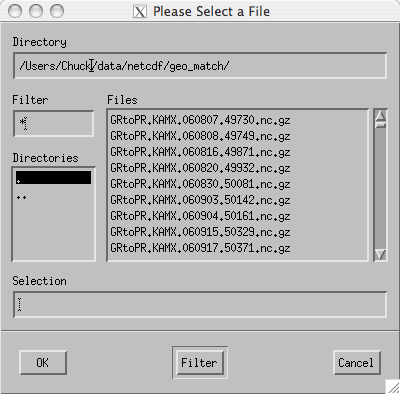 Please Select a File
Directory
/Users/Chuck/data/netcdf/geo_match/
Filter
*
Files
GRtoPR.KAMX.060807.49730.nc.gz
GRtoPR.KAMX.060808.49749.nc.gz
GRtoPR.KAMX.060816.49871.nc.gz
GRtoPR.KAMX.060820.49932.nc.gz
GRtoPR.KAMX.060830.50081.nc.gz
GRtoPR.KAMX.060903.50142.nc.gz
GRtoPR.KAMX.060904.50161.nc.gz
GRtoPR.KAMX.060915.50329.nc.gz
GRtoPR.KAMX.060917.50371.nc.gz
Directories
.
..
Selection
OK
Filter
Cancel